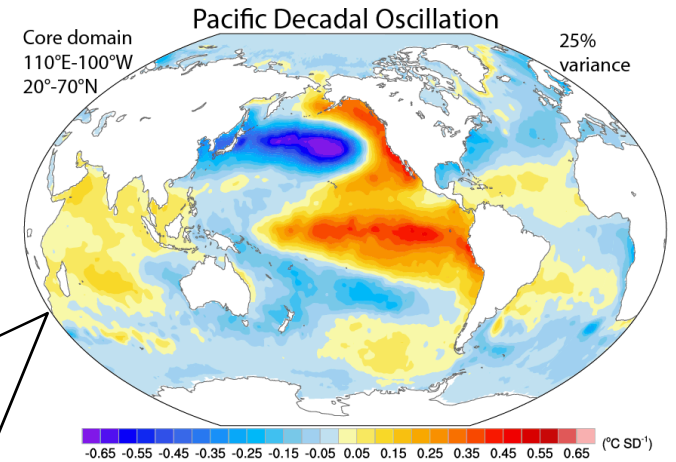 Pacific Decadal Oscillation
Core domain
110°E-100°W
20°-70°N
25%
variance
-0.65 -0.55 -0.45 -0.35 -0.25 -0.15 -0.05 0.05 0.15 0.25 0.35 0.45 0.55 0.65 (°C SD⁻¹)